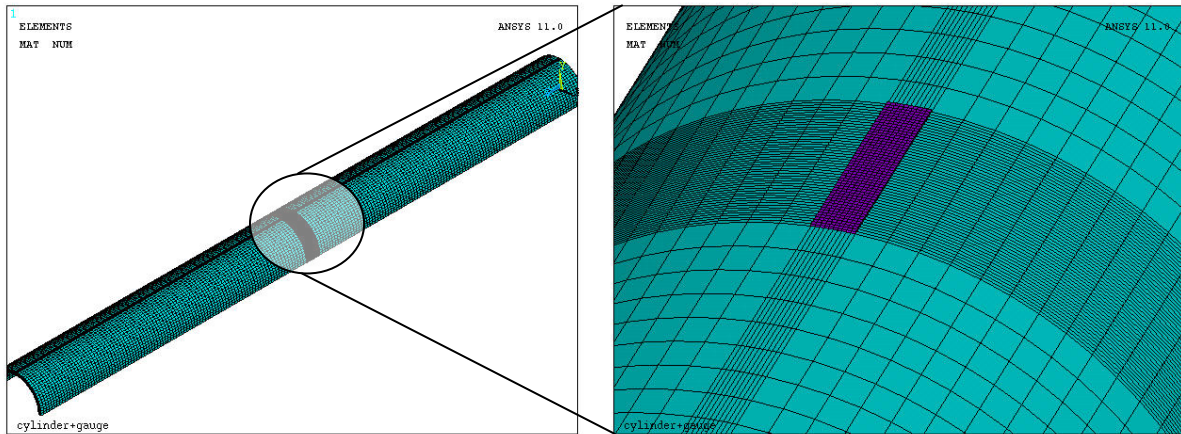 1
ELEMENTS
MAT NUM
ANSYS 11.0
cylinder+gauge
ELEMENTS
MAT NUM
ANSYS 11.0
cylinder+gauge